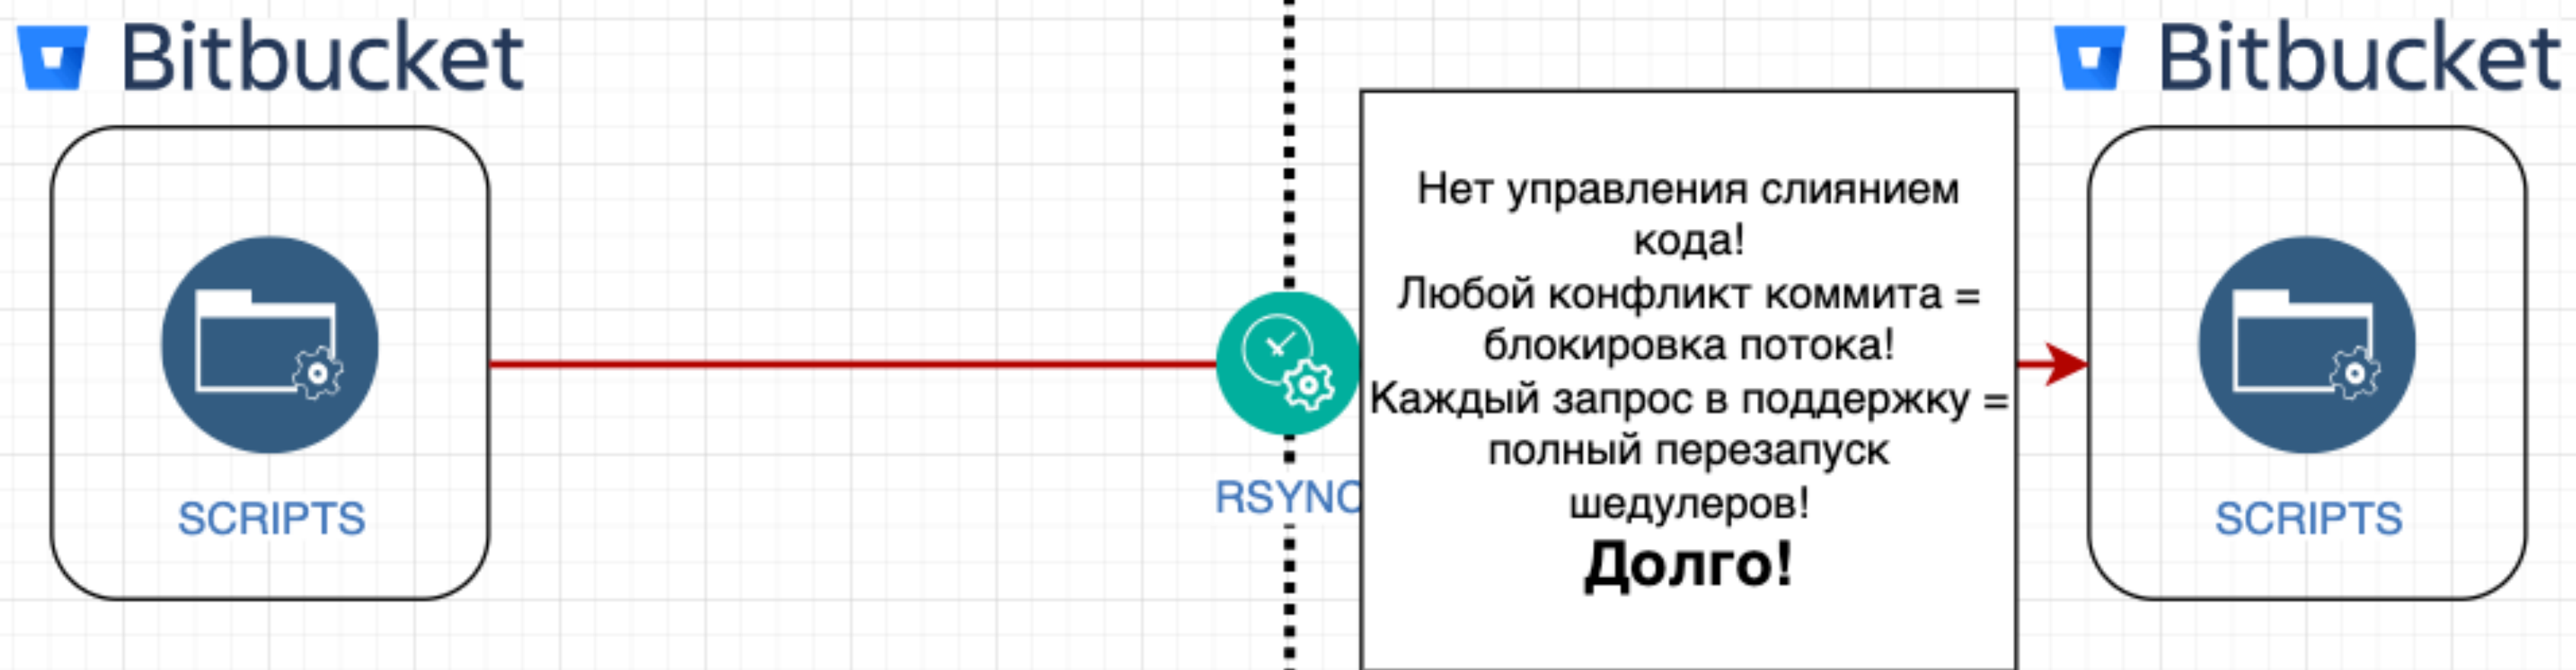 Bitbucket
Bitbucket
Нет управления слиянием
кода!
Любой конфликт коммита =
блокировка потока!
Каждый запрос в поддержку =
полный перезапуск
шедулеров!
Долго!
RSYNC
SCRIPTS
SCRIPTS